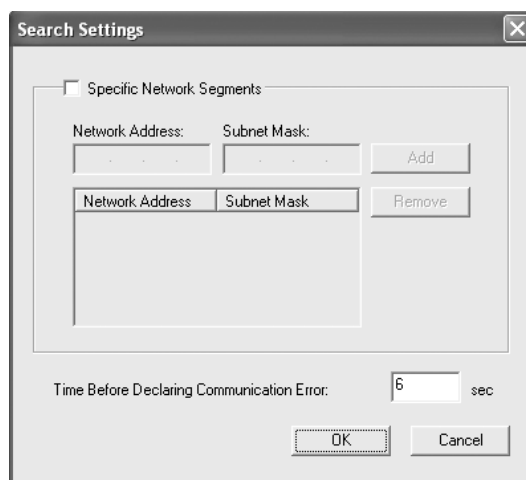 Search Settings
Specific Network Segments
Network Address: Subnet Mask:
Add
Network Address Subnet Mask
Remove
Time Before Declaring Communication Error: 6 sec
OK Cancel